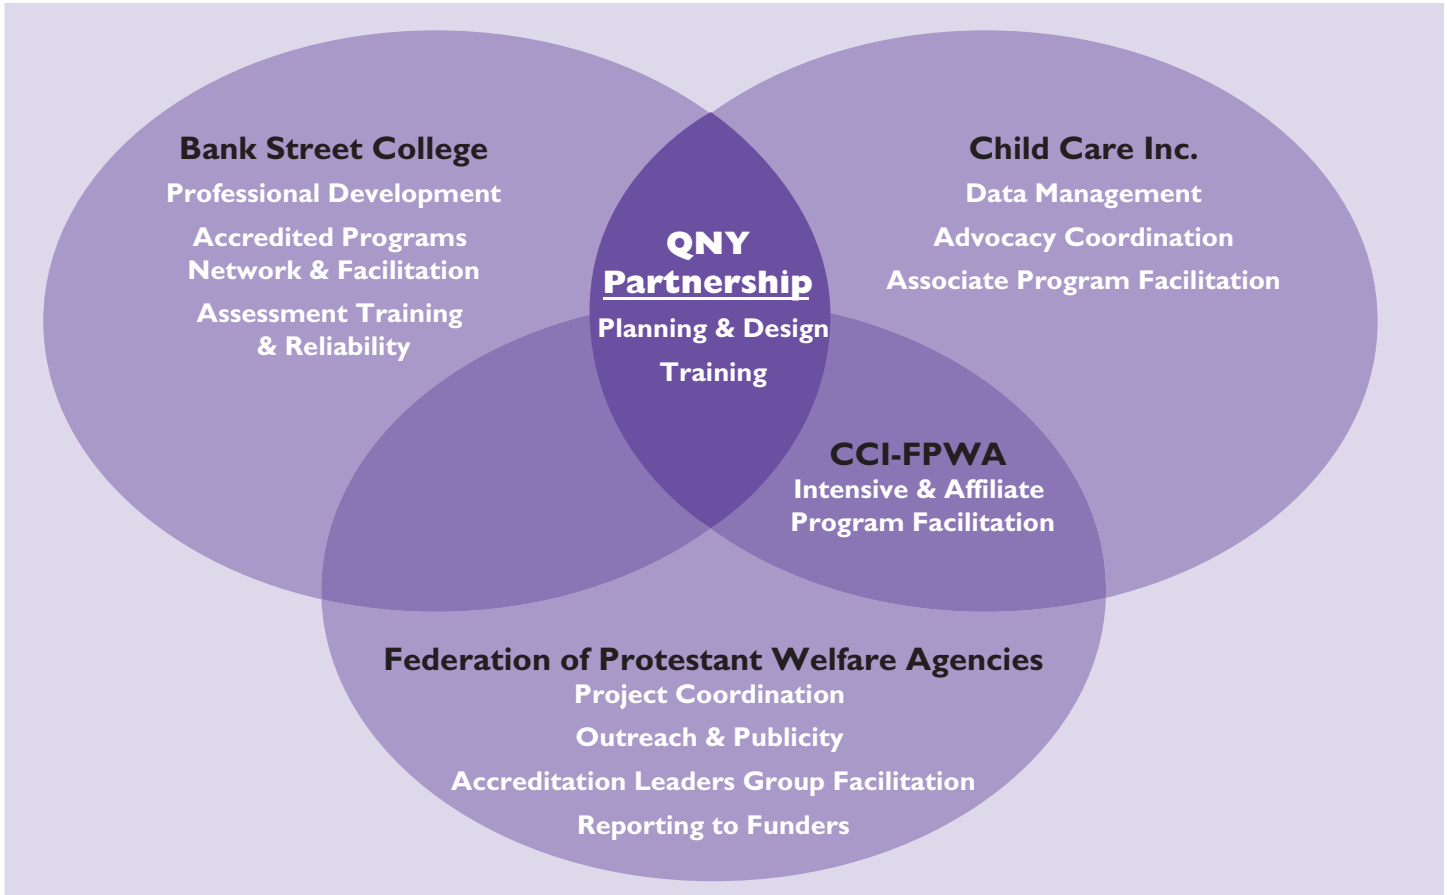 Bank Street College
Professional Development
Accredited Programs
Network & Facilitation
Assessment Training
& Reliability
QNY
Partnership
Planning & Design
Training
Child Care Inc.
Data Management
Advocacy Coordination
Associate Program Facilitation
CCI-FPWA
Intensive & Affiliate
Program Facilitation
Federation of Protestant Welfare Agencies
Project Coordination
Outreach & Publicity
Accreditation Leaders Group Facilitation
Reporting to Funders